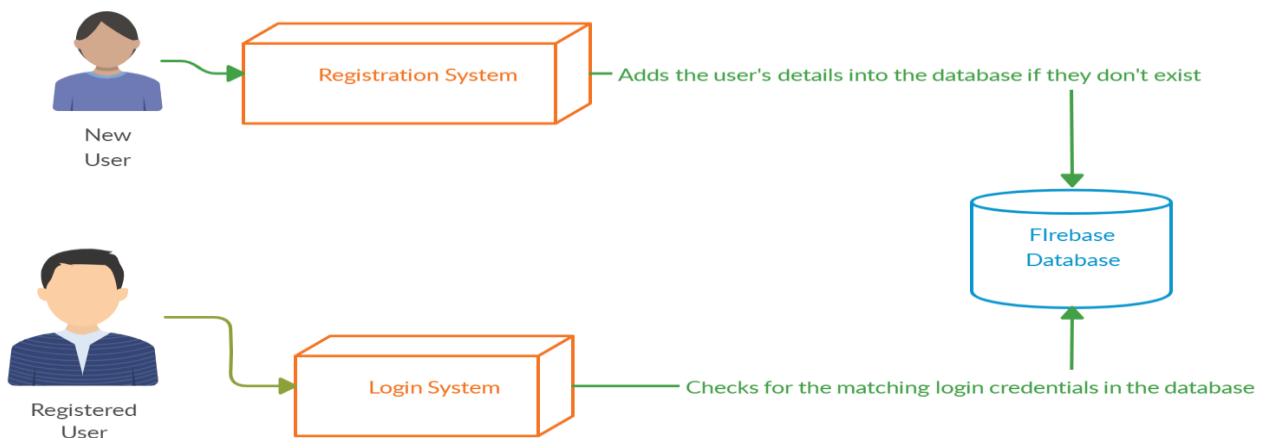 Registration System
Adds the user's details into the database if they don't exist
New
User
FIrebase
Database
Login System
Checks for the matching login credentials in the database
Registered
User